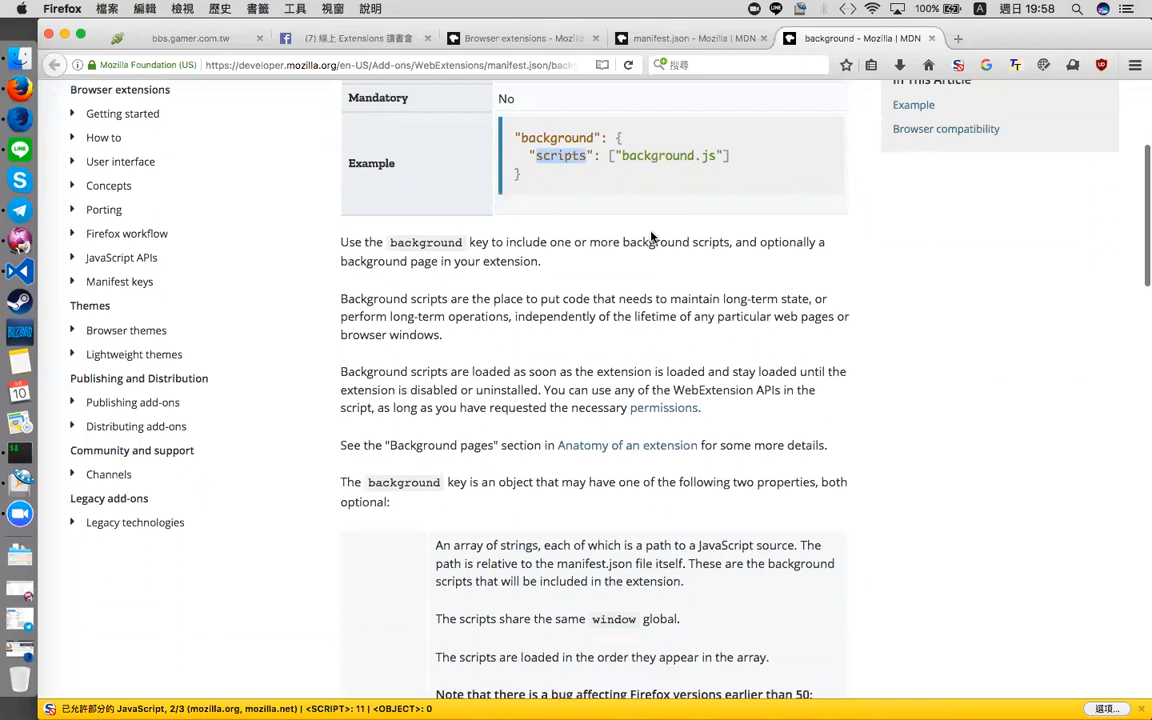 Firefox 檔案 編輯 檢視 歷史 書籤 工具 視窗 說明
100% 週日 19:58
bbs.gamer.com.tw
(7) 線上 Extensions 讀書會
Browser extensions - Mozilla
manifest.json - Mozilla | MDN
background - Mozilla | MDN
Mozilla Foundation (US)
https://developer.mozilla.org/en-US/Add-ons/WebExtensions/manifest.json/back
搜尋
Browser extensions
Getting started
How to
User interface
Concepts
Porting
Firefox workflow
JavaScript APIs
Manifest keys
Themes
Browser themes
Lightweight themes
Publishing and Distribution
Publishing add-ons
Distributing add-ons
Community and support
Channels
Legacy add-ons
Legacy technologies
Mandatory
No
Example
"background": {
"scripts": ["background.js"]
}
Use the background key to include one or more background scripts, and optionally a
background page in your extension.
Background scripts are the place to put code that needs to maintain long-term state, or
perform long-term operations, independently of the lifetime of any particular web pages or
browser windows.
Background scripts are loaded as soon as the extension is loaded and stay loaded until the
extension is disabled or uninstalled. You can use any of the WebExtension APIs in the
script, as long as you have requested the necessary permissions.
See the "Background pages" section in Anatomy of an extension for some more details.
The background key is an object that may have one of the following two properties, both
optional:
An array of strings, each of which is a path to a JavaScript source. The
path is relative to the manifest.json file itself. These are the background
scripts that will be included in the extension.
The scripts share the same window global.
The scripts are loaded in the order they appear in the array.
Note that there is a bug affecting Firefox versions earlier than 50:
In This Article
Example
Browser compatibility
已允許部分的 JavaScript, 2/3 (mozilla.org, mozilla.net) | <SCRIPT>: 11 | <OBJECT>: 0
選項...